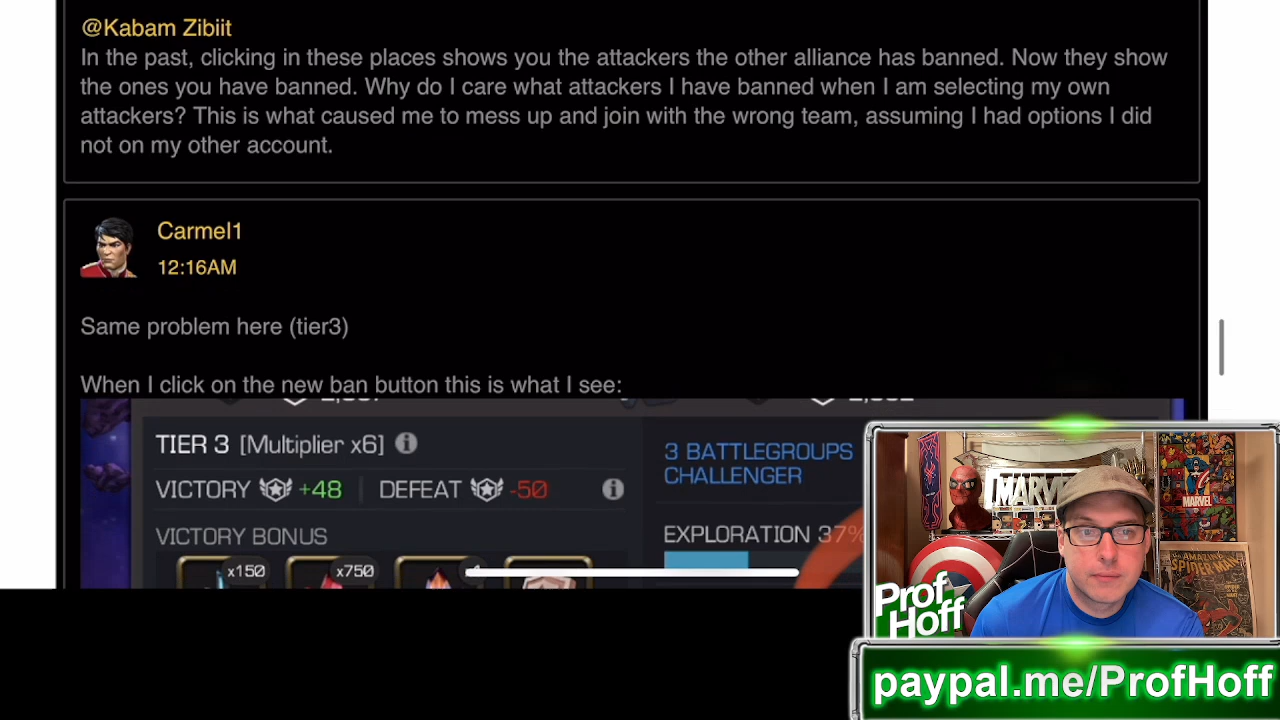 @Kabam Zibiit
In the past, clicking in these places shows you the attackers the other alliance has banned. Now they show
the ones you have banned. Why do I care what attackers I have banned when I am selecting my own
attackers? This is what caused me to mess up and join with the wrong team, assuming I had options I did
not on my other account.
Carmel1
12:16AM
Same problem here (tier3)
When I click on the new ban button this is what I see:
TIER 3 [Multiplier x6]
VICTORY +48 DEFEAT -50
VICTORY BONUS
x150 x750
3 BATTLEGROUPS
CHALLENGER
EXPLORATION 37%
MARVEL
AMAZING
SPIDER-MAN
Prof
Hoff
paypal.me/ProfHoff